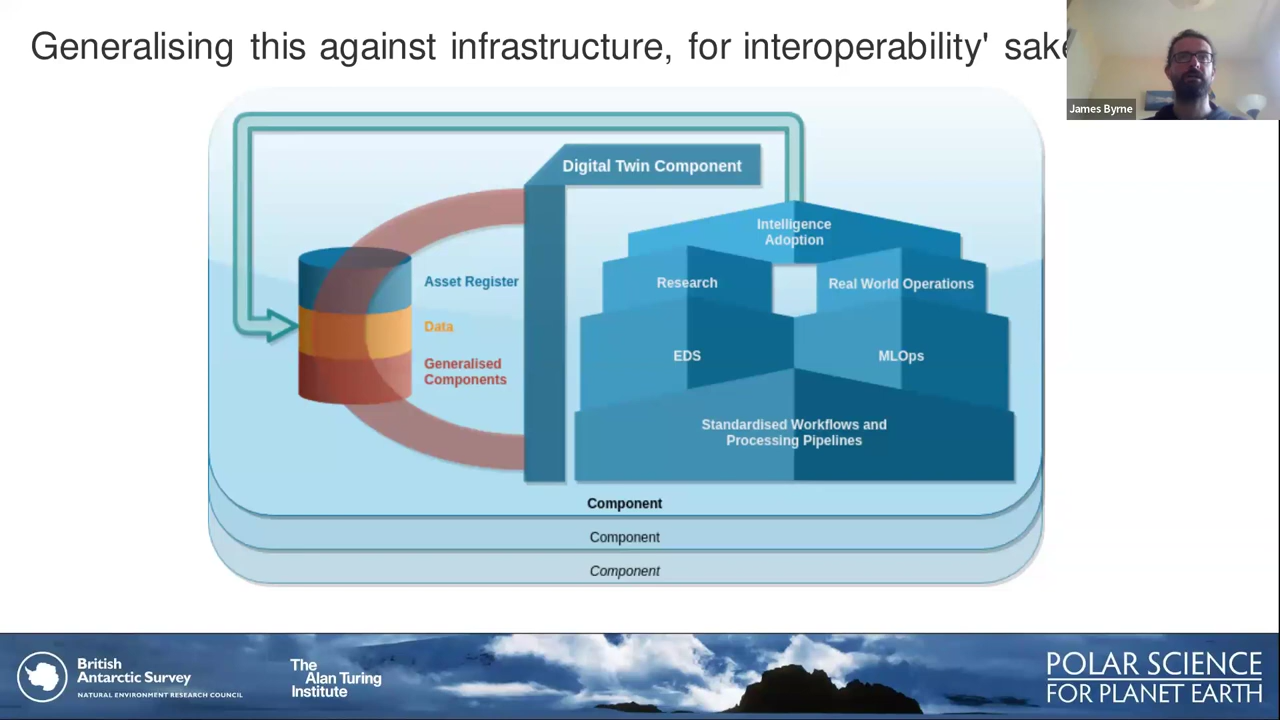 Generalising this against infrastructure, for interoperability' sake
James Byrne
Digital Twin Component
Intelligence
Adoption
Asset Register
Research
Real World Operations
Data
Generalised
Components
EDS
MLOps
Standardised Workflows and
Processing Pipelines
Component
Component
Component
British
Antarctic Survey
NATURAL ENVIRONMENT RESEARCH COUNCIL
The
Alan Turing
Institute
POLAR SCIENCE
FOR PLANET EARTH